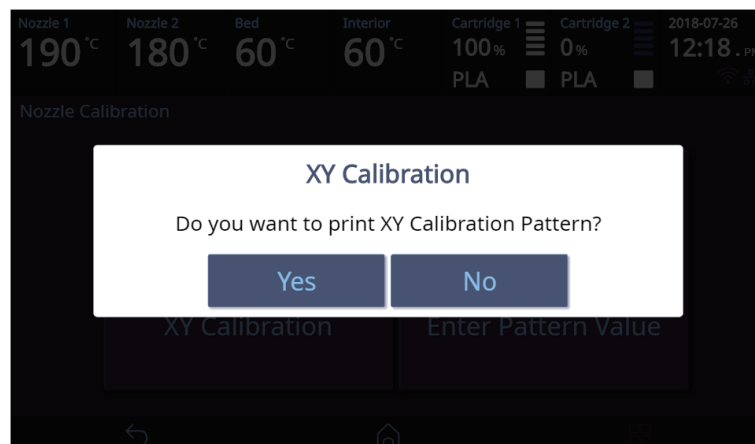 Nozzle 1 Nozzle 2 Bed Interior Cartridge 1 Cartridge 2 2018-07-26
190 °C 180 °C 60 °C 60 °C 100 % 0 % 12:18 . PM
PLA PLA
Nozzle Calibration
XY Calibration
Do you want to print XY Calibration Pattern?
Yes No
XY Calibration Enter Pattern Value